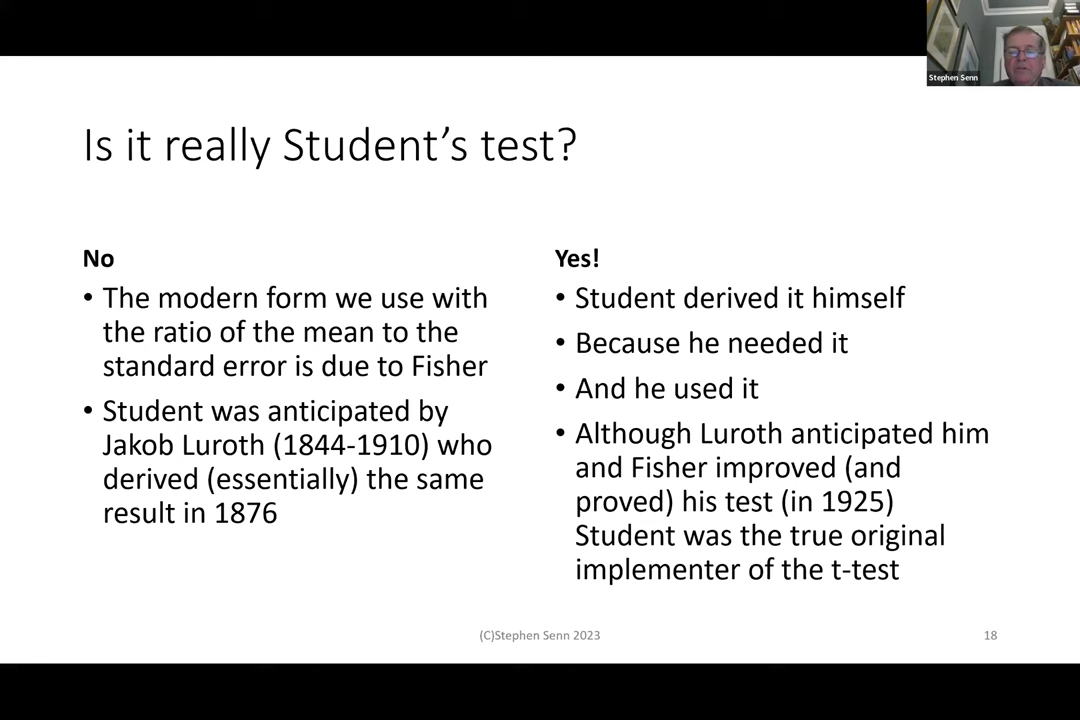 Stephen Senn
Is it really Student's test?
No
• The modern form we use with
the ratio of the mean to the
standard error is due to Fisher
• Student was anticipated by
Jakob Luroth (1844-1910) who
derived (essentially) the same
result in 1876
Yes!
• Student derived it himself
• Because he needed it
• And he used it
• Although Luroth anticipated him
and Fisher improved (and
proved) his test (in 1925)
Student was the true original
implementer of the t-test
(C)Stephen Senn 2023
18